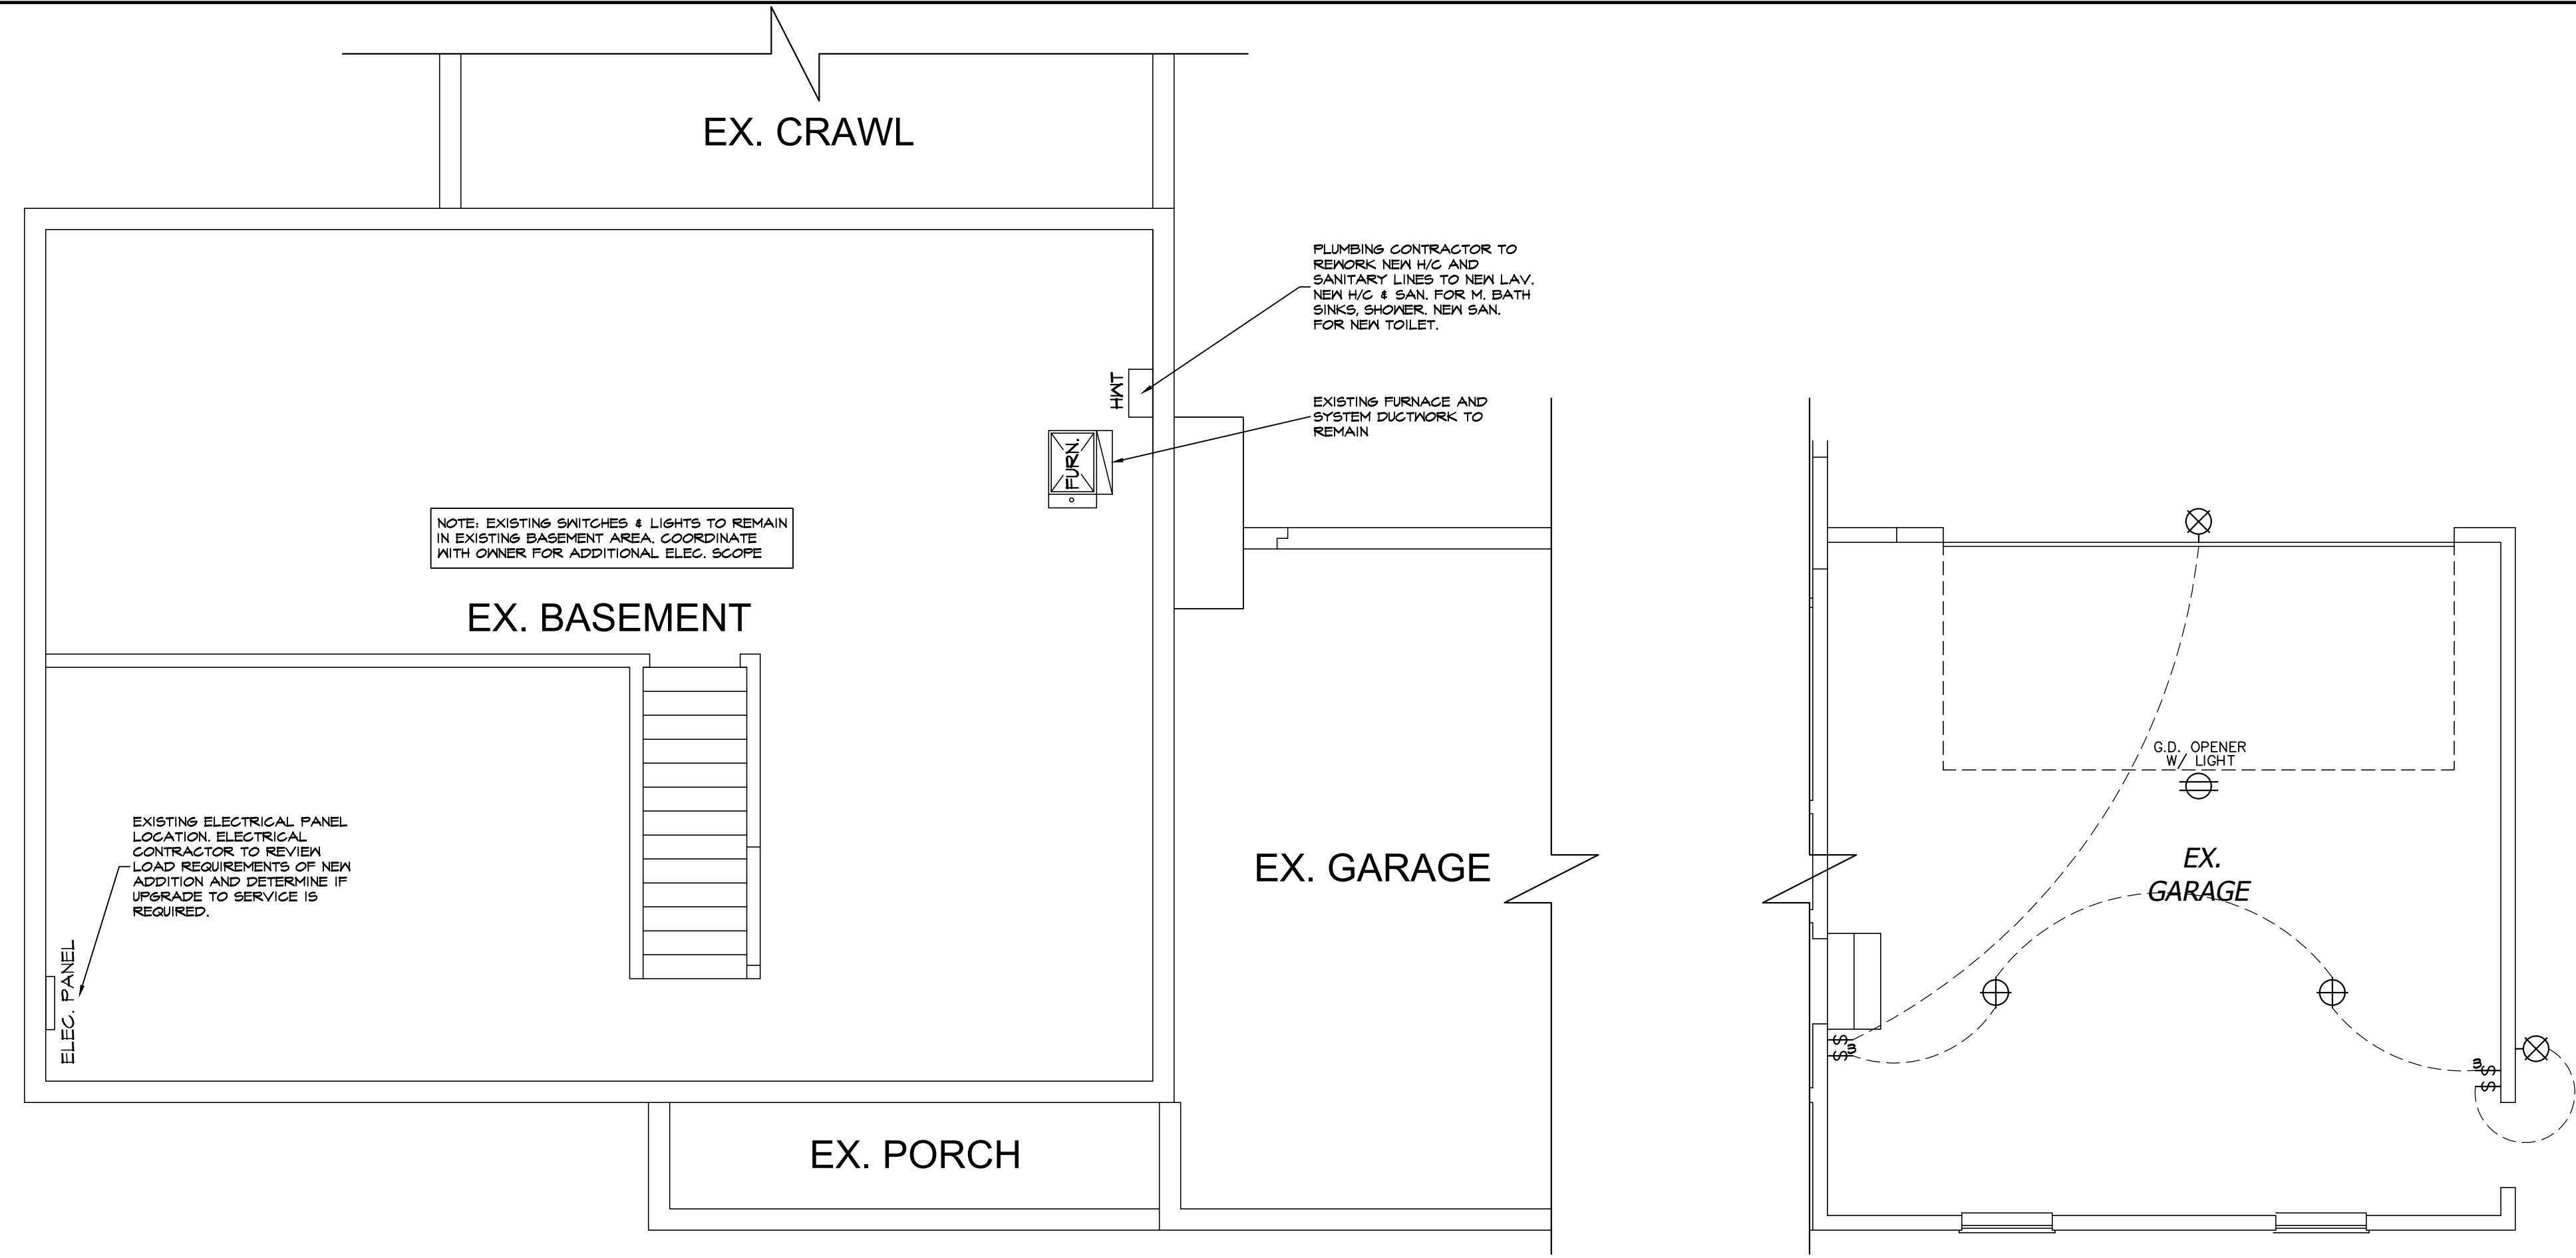 EX. CRAWL
PLUMBING CONTRACTOR TO
REWORK NEW H/C AND
SANITARY LINES TO NEW LAV.
NEW H/C & SAN. FOR M. BATH
SINKS, SHOWER. NEW SAN.
FOR NEW TOILET.
HWT
EXISTING FURNACE AND
SYSTEM DUCTWORK TO
REMAIN
FURN.
NOTE: EXISTING SWITCHES & LIGHTS TO REMAIN
IN EXISTING BASEMENT AREA. COORDINATE
WITH OWNER FOR ADDITIONAL ELEC. SCOPE
EX. BASEMENT
EXISTING ELECTRICAL PANEL
LOCATION. ELECTRICAL
CONTRACTOR TO REVIEW
LOAD REQUIREMENTS OF NEW
ADDITION AND DETERMINE IF
UPGRADE TO SERVICE IS
REQUIRED.
ELEC. PANEL
EX. GARAGE
EX. PORCH
G.D. OPENER
W/ LIGHT
EX.
GARAGE
$
$3
3$
$